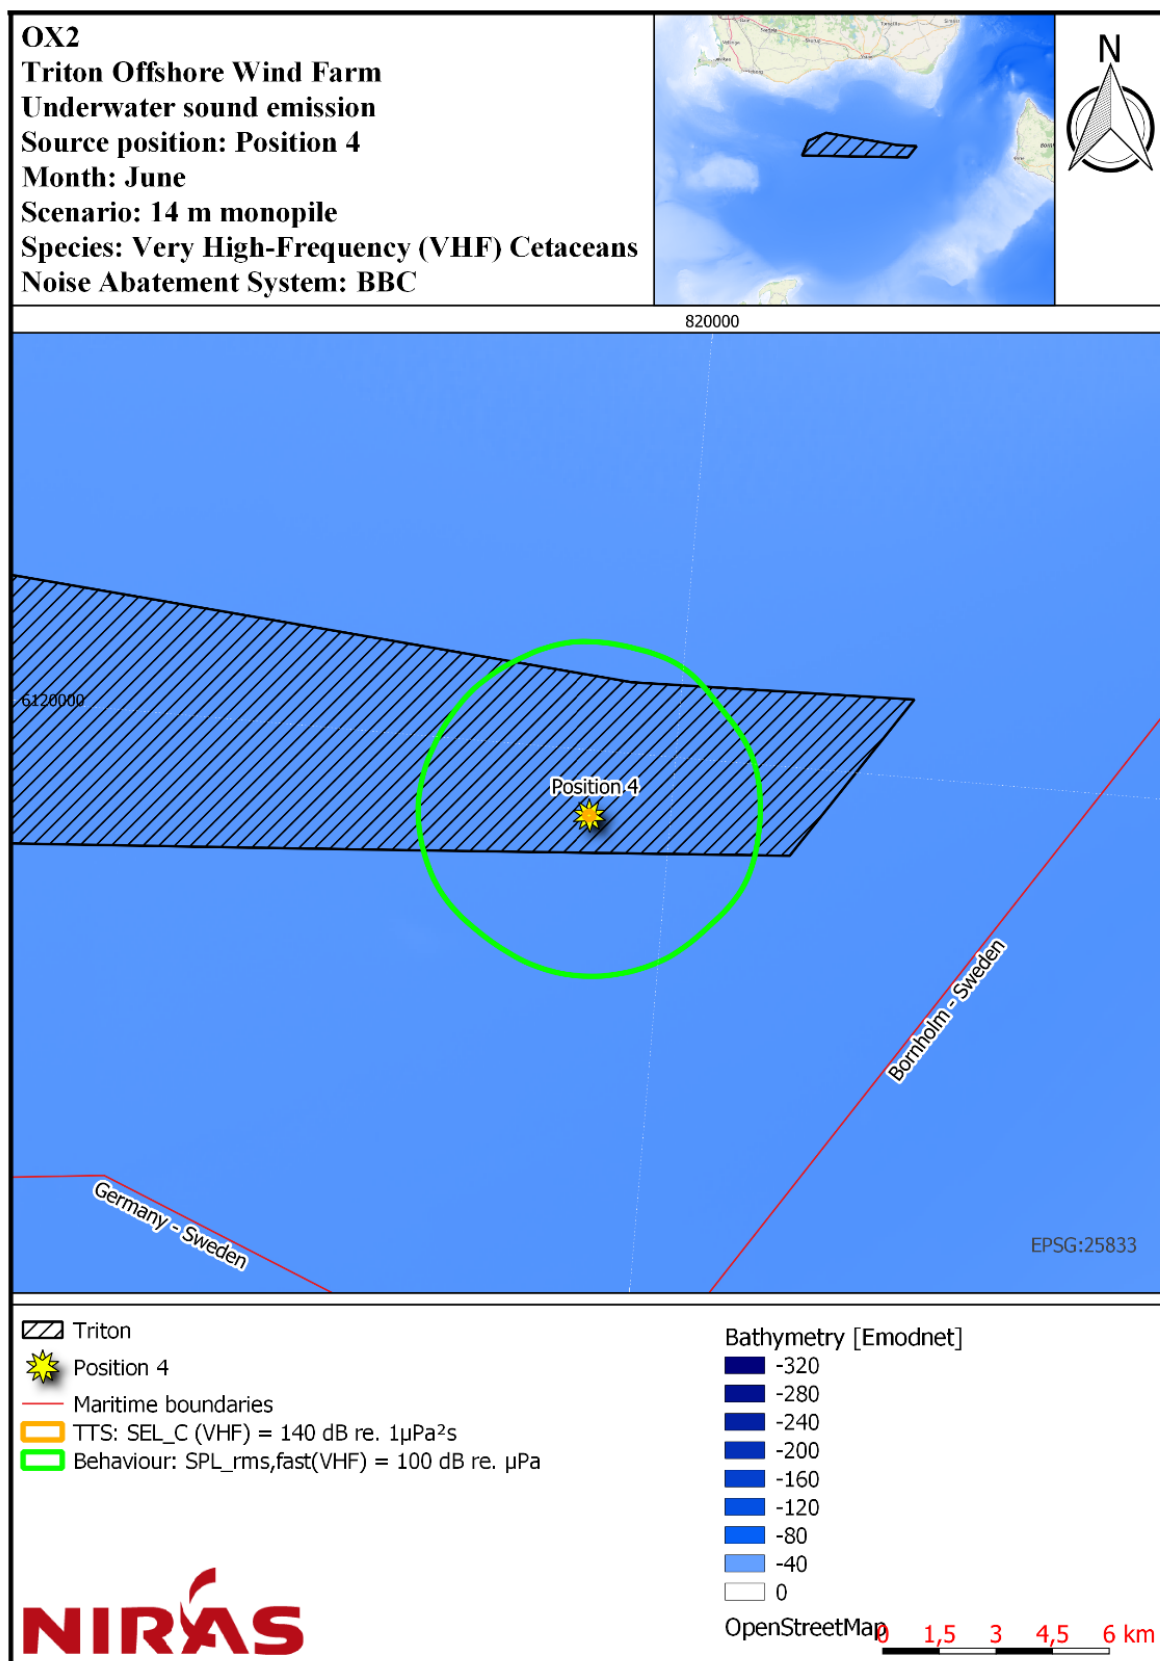 OX2
Triton Offshore Wind Farm
Underwater sound emission
Source position: Position 4
Month: June
Scenario: 14 m monopile
Species: Very High-Frequency (VHF) Cetaceans
Noise Abatement System: BBC
N
820000
6120000
Position 4
Bornholm - Sweden
Germany - Sweden
EPSG:25833
Triton
Position 4
Maritime boundaries
TTS: SEL_C (VHF) = 140 dB re. 1µPa²s
Behaviour: SPL_rms,fast(VHF) = 100 dB re. µPa
Bathymetry [Emodnet]
-320
-280
-240
-200
-160
-120
-80
-40
0
OpenStreetMap
0 1,5 3 4,5 6 km
NIRAS